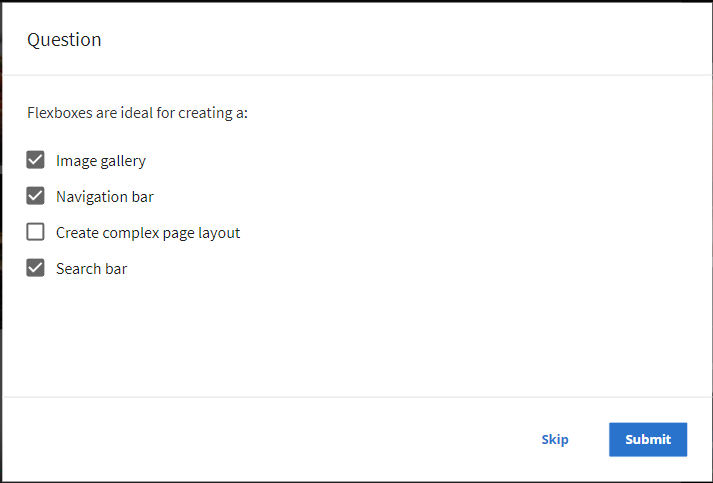 Question
Flexboxes are ideal for creating a:
Image gallery
Navigation bar
Create complex page layout
Search bar
Skip
Submit